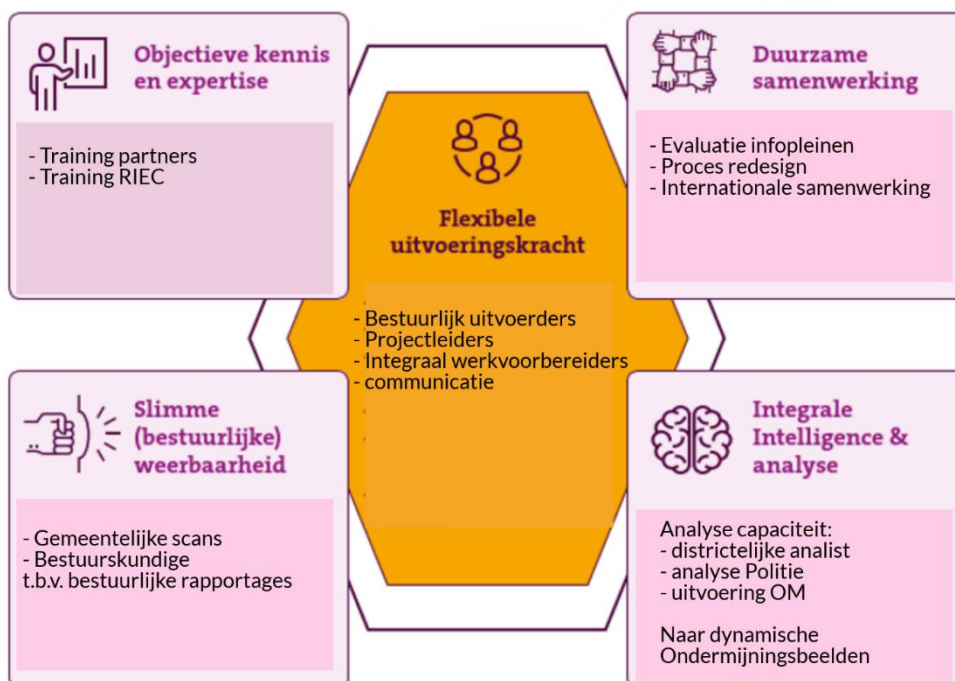 Objectieve kennis
en expertise
- Training partners
- Training RIEC
Duurzame
samenwerking
- Evaluatie infopleinen
- Proces redesign
- Internationale samenwerking
Flexibele
uitvoeringskracht
- Bestuurlijk uitvoerders
- Projectleiders
- Integraal werkvoorbereiders
- communicatie
Slimme
(bestuurlijke)
weerbaarheid
- Gemeentelijke scans
- Bestuurskundige
t.b.v. bestuurlijke rapportages
Integrale
Intelligence &
analyse
Analyse capaciteit:
- districtelijke analist
- analyse Politie
- uitvoering OM
Naar dynamische
Ondermijningsbeelden